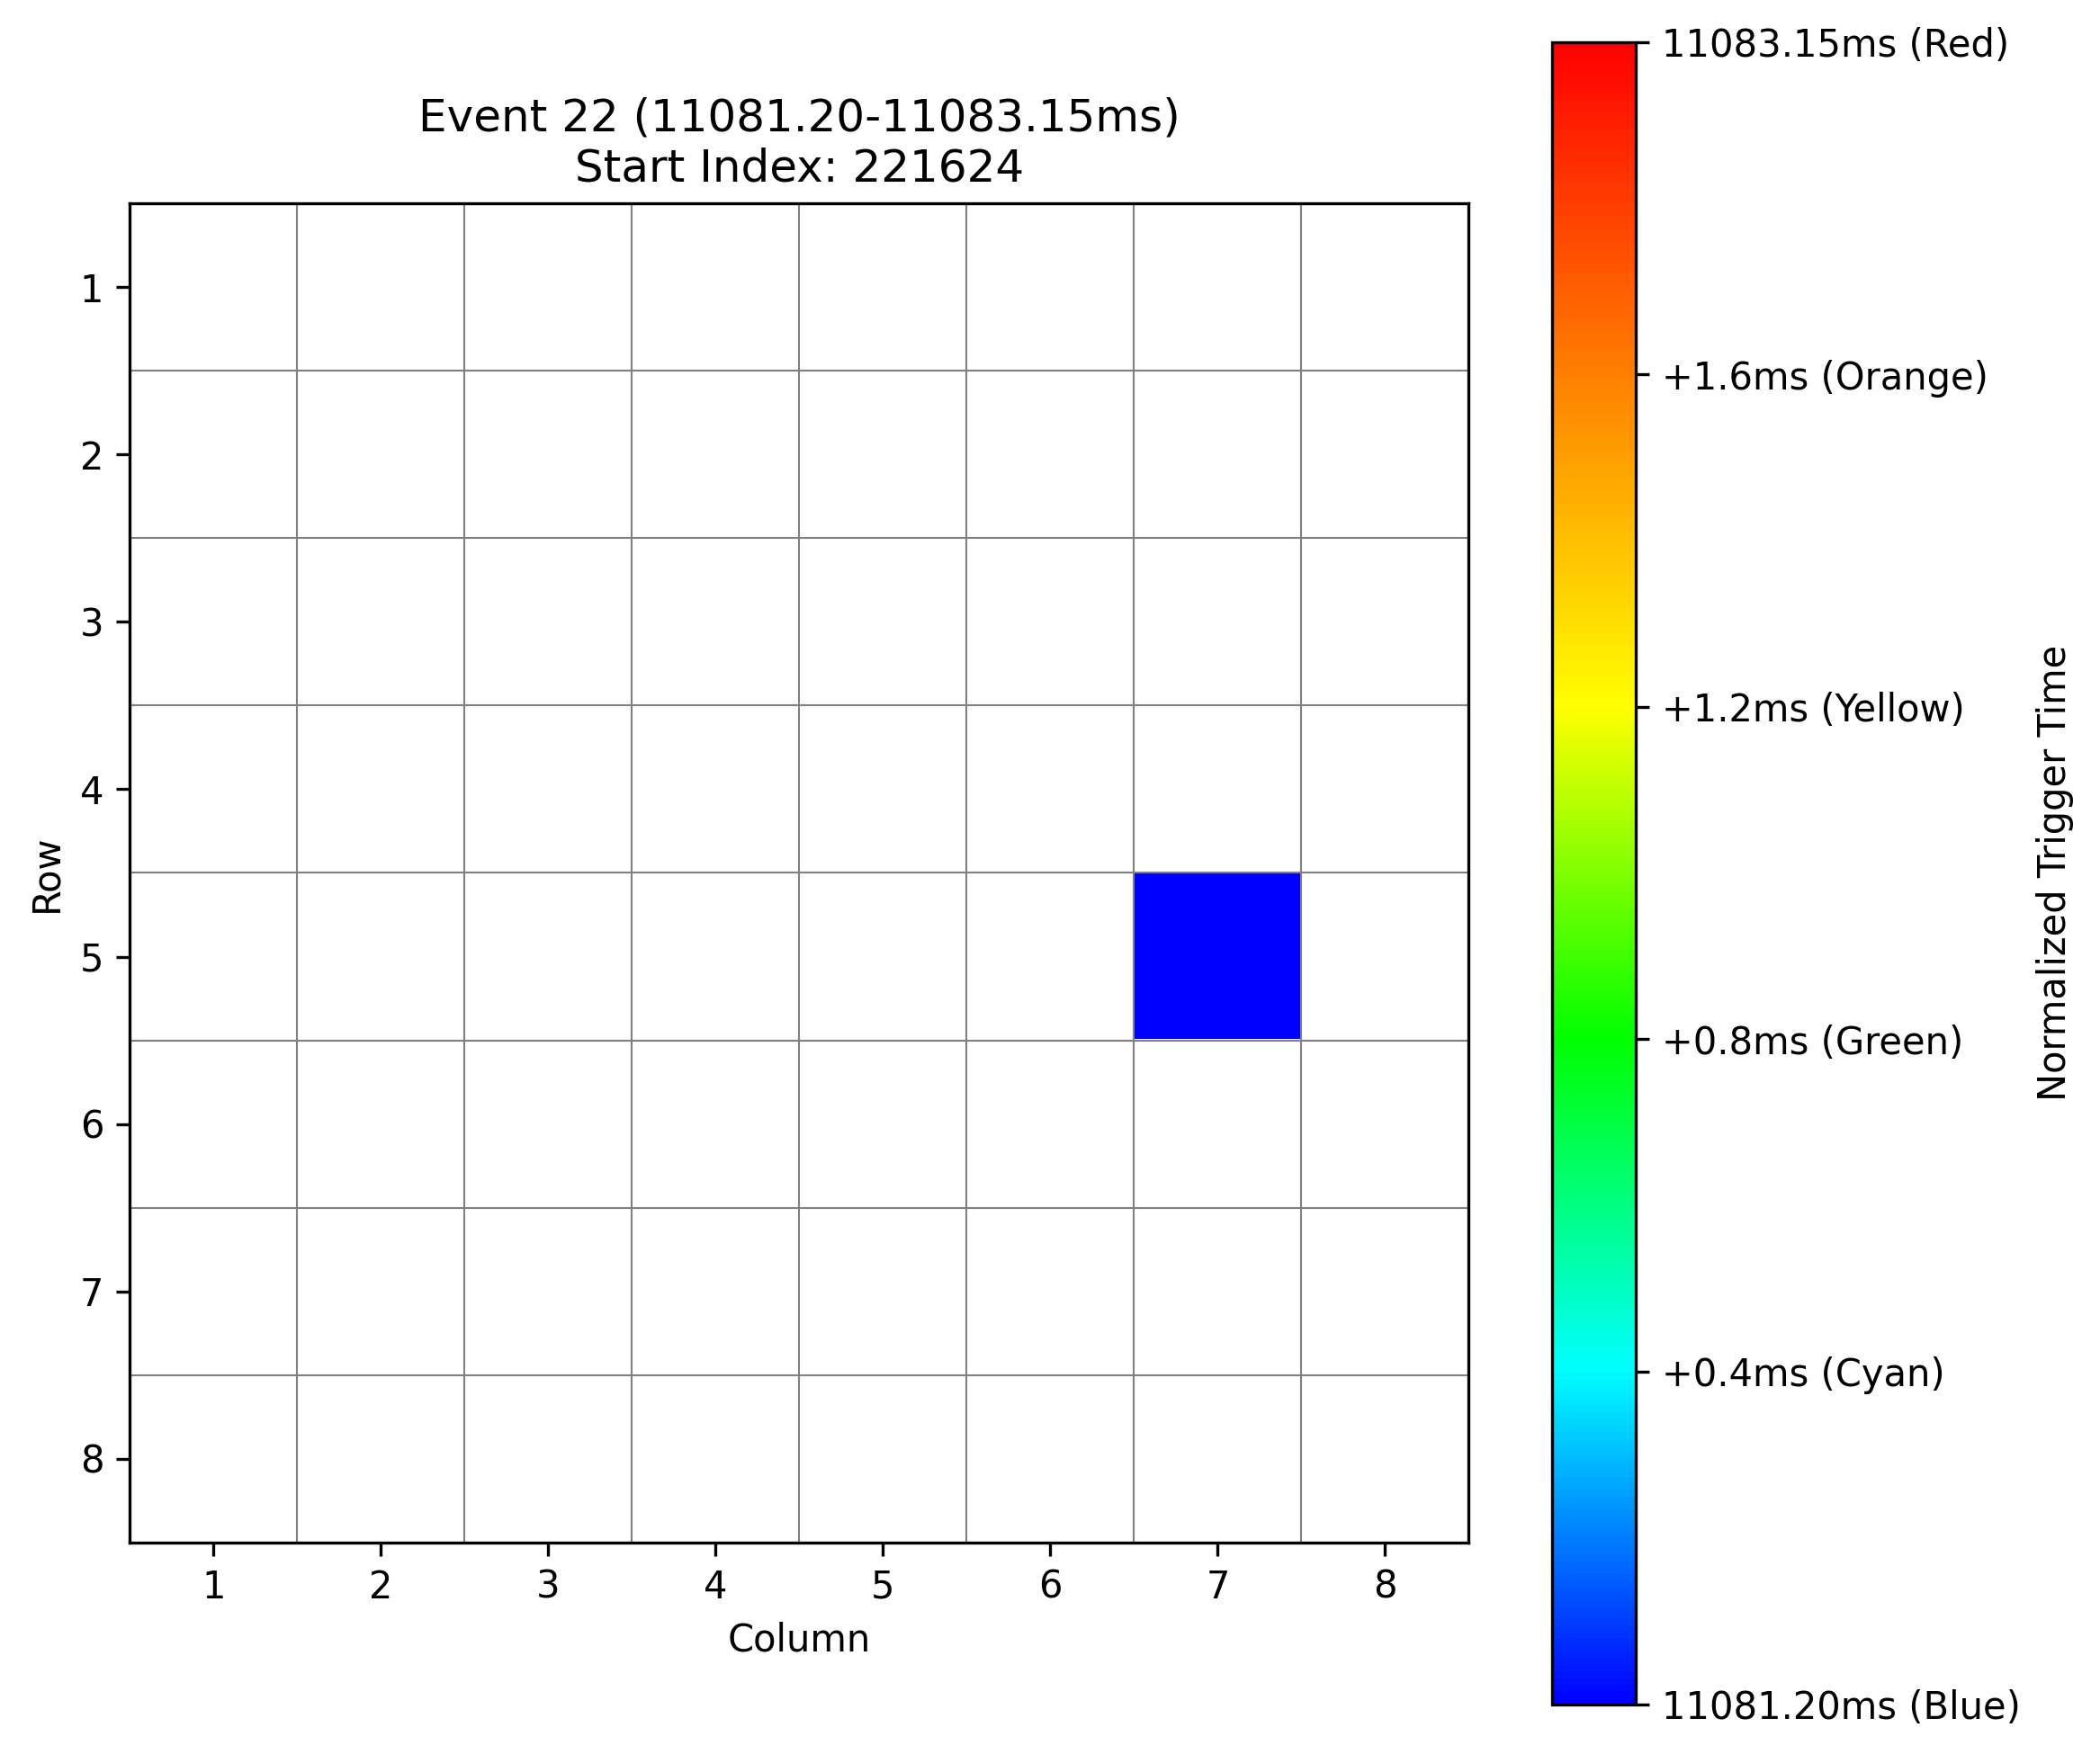 Event 22 (11081.20-11083.15ms)
Start Index: 221624
Row
1
2
3
4
5
6
7
8
1 2 3 4 5 6 7 8
Column
11083.15ms (Red)
+1.6ms (Orange)
+1.2ms (Yellow)
+0.8ms (Green)
+0.4ms (Cyan)
11081.20ms (Blue)
Normalized Trigger Time